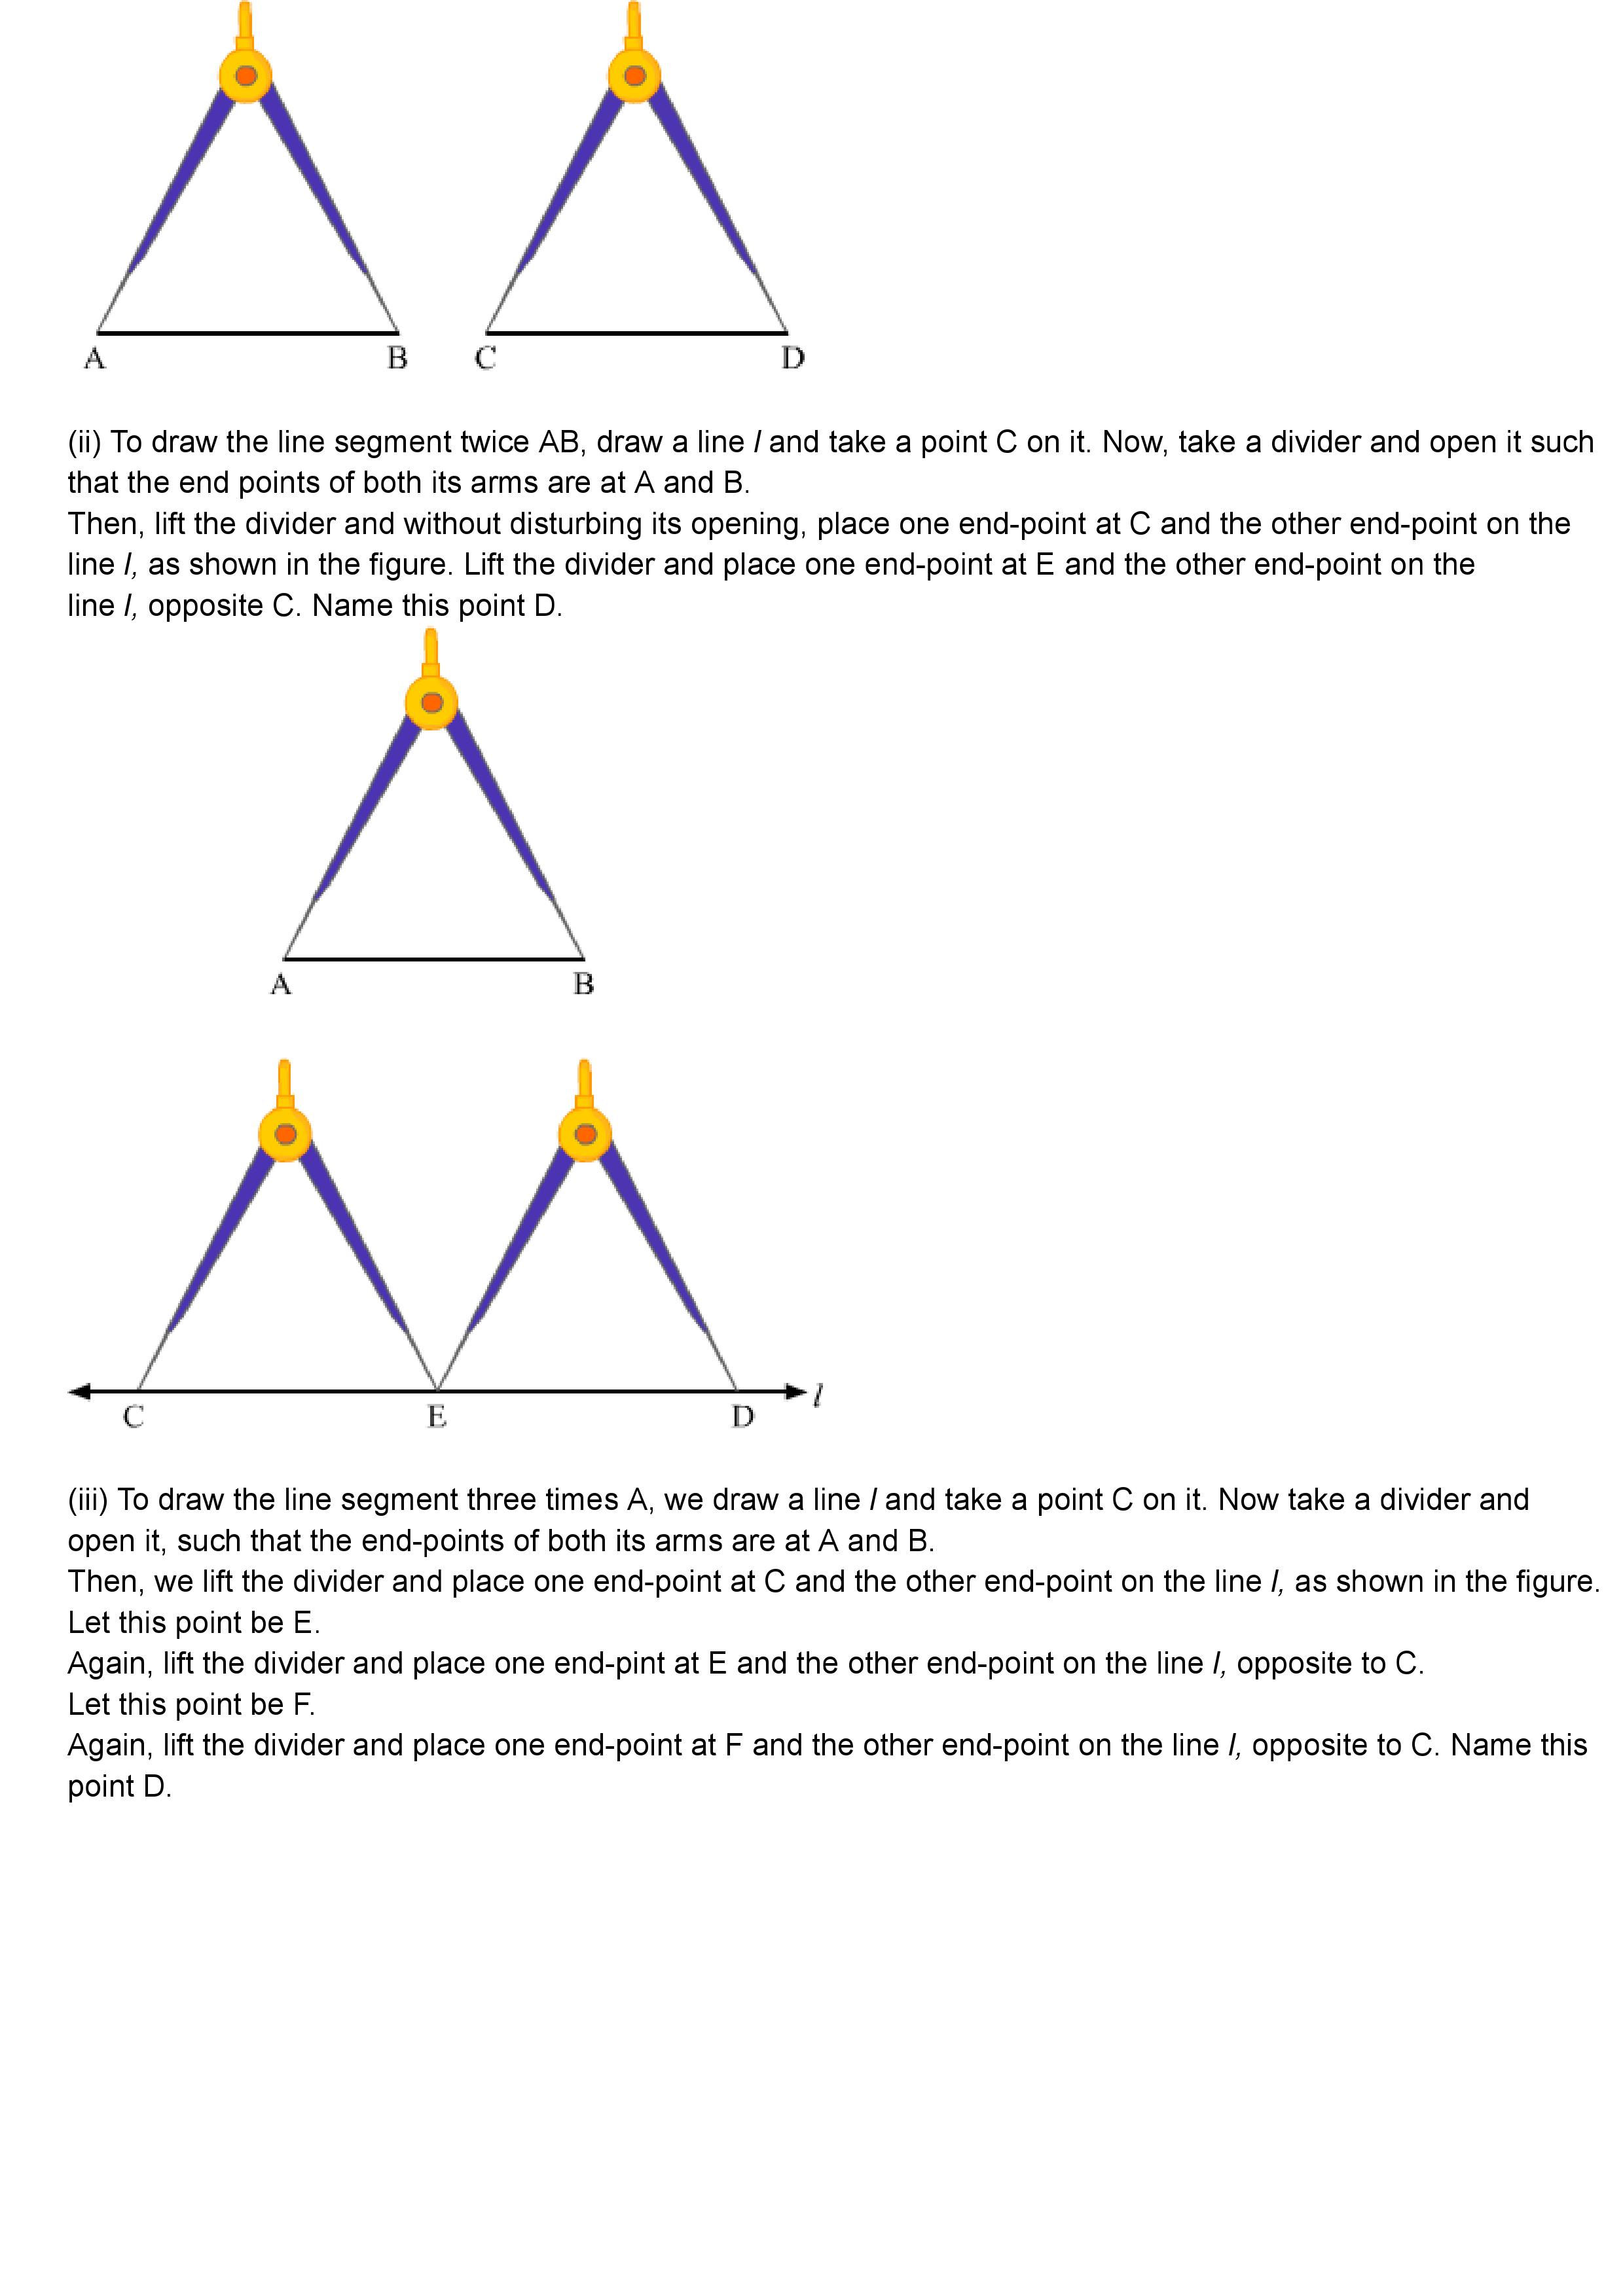 A B C D
(ii) To draw the line segment twice AB, draw a line l and take a point C on it. Now, take a divider and open it such
that the end points of both its arms are at A and B.
Then, lift the divider and without disturbing its opening, place one end-point at C and the other end-point on the
line l, as shown in the figure. Lift the divider and place one end-point at E and the other end-point on the
line l, opposite C. Name this point D.
A B
l
C E D
(iii) To draw the line segment three times A, we draw a line l and take a point C on it. Now take a divider and
open it, such that the end-points of both its arms are at A and B.
Then, we lift the divider and place one end-point at C and the other end-point on the line l, as shown in the figure.
Let this point be E.
Again, lift the divider and place one end-pint at E and the other end-point on the line l, opposite to C.
Let this point be F.
Again, lift the divider and place one end-point at F and the other end-point on the line l, opposite to C. Name this
point D.